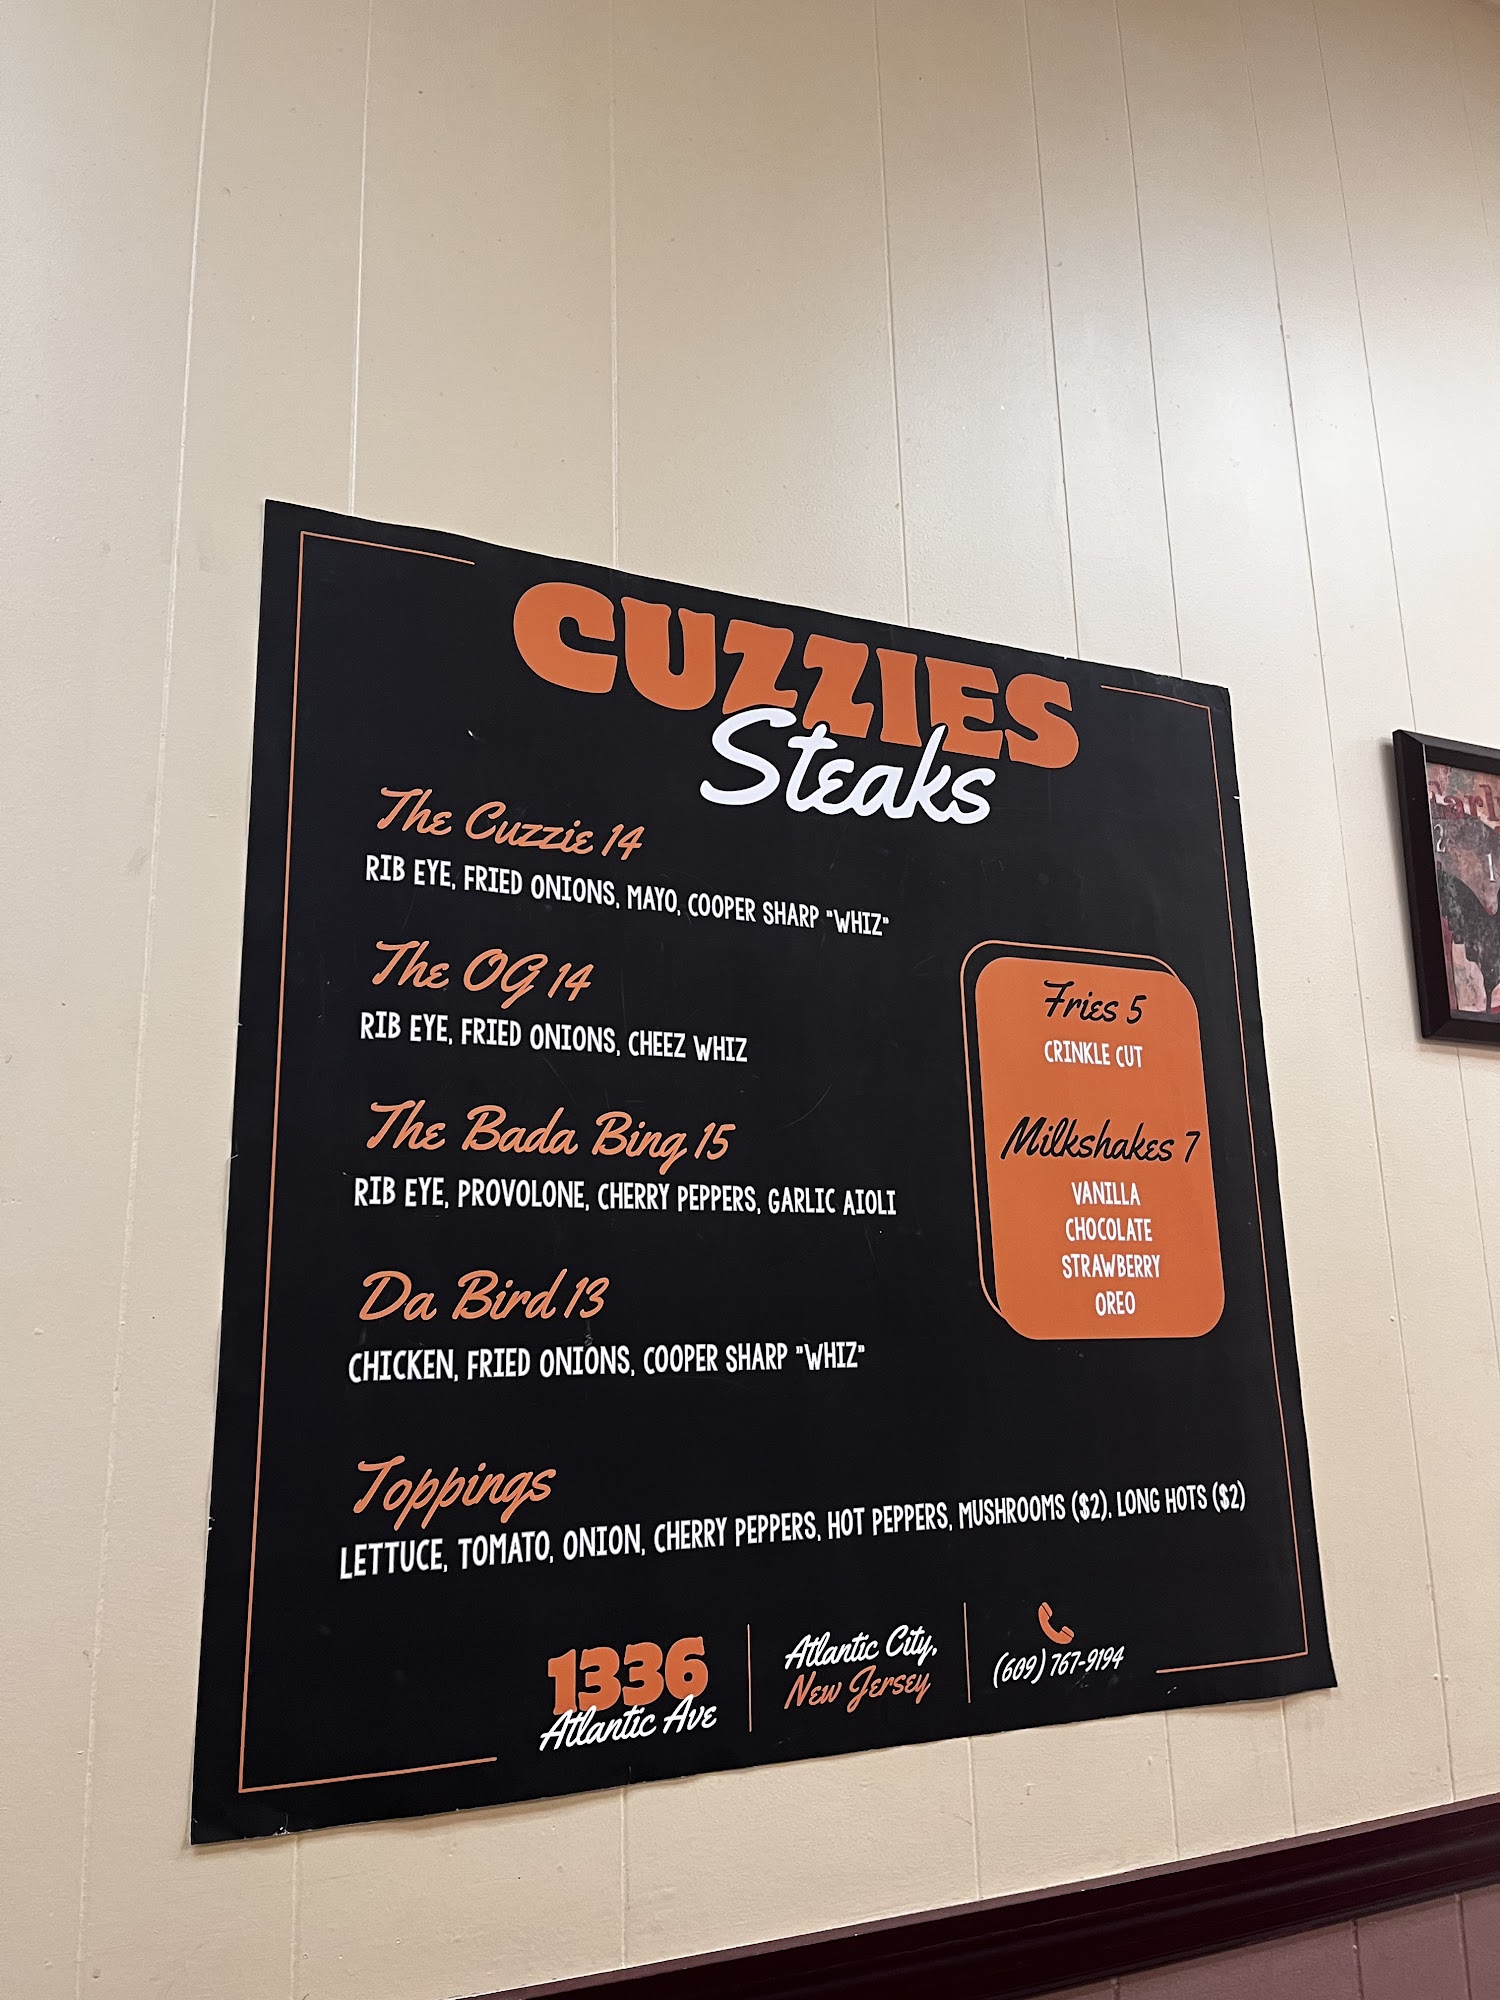 CUZZIES
Steaks
The Cuzzie 14
RIB EYE, FRIED ONIONS, MAYO, COOPER SHARP "WHIZ"
The OG 14
RIB EYE, FRIED ONIONS, CHEEZ WHIZ
The Bada Bing 15
RIB EYE, PROVOLONE, CHERRY PEPPERS, GARLIC AIOLI
Da Bird 13
CHICKEN, FRIED ONIONS, COOPER SHARP "WHIZ"
Fries 5
CRINKLE CUT
Milkshakes 7
VANILLA
CHOCOLATE
STRAWBERRY
OREO
Toppings
LETTUCE, TOMATO, ONION, CHERRY PEPPERS, HOT PEPPERS, MUSHROOMS ($2), LONG HOTS ($2)
1336
Atlantic Ave
Atlantic City,
New Jersey
(609) 767-9194